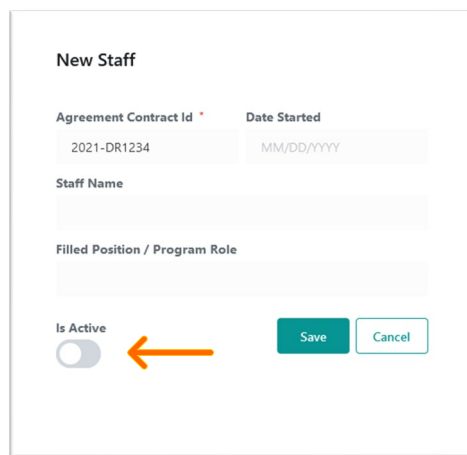 New Staff
Agreement Contract Id * Date Started
2021-DR1234 MM/DD/YYYY
Staff Name
Filled Position / Program Role
Is Active
Save Cancel